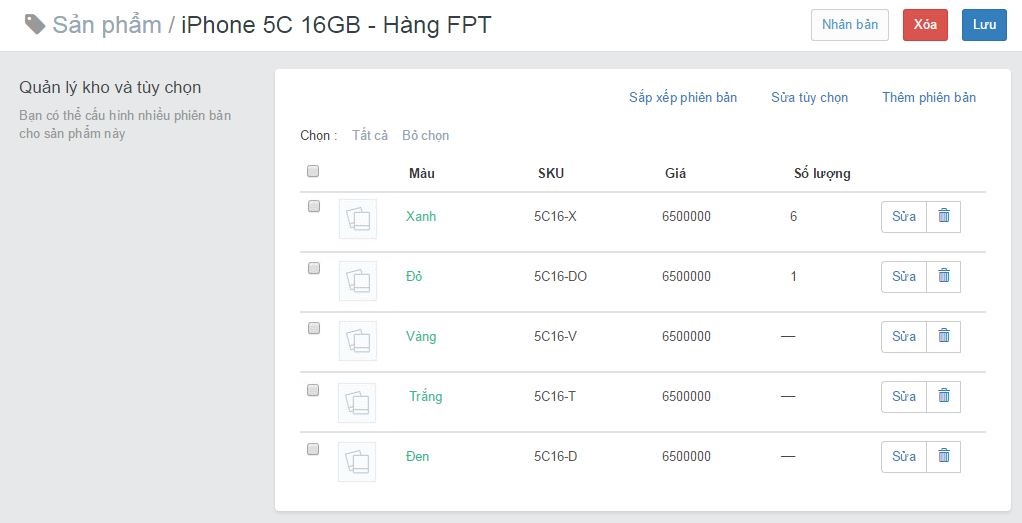 Sản phẩm / iPhone 5C 16GB - Hàng FPT
Nhân bản Xóa Lưu
Quản lý kho và tùy chọn
Bạn có thể cấu hình nhiều phiên bản
cho sản phẩm này
Sắp xếp phiên bản Sửa tùy chọn Thêm phiên bản
Chọn : Tất cả Bỏ chọn
Màu SKU Giá Số lượng
Xanh 5C16-X 6500000 6 Sửa
Đỏ 5C16-DO 6500000 1 Sửa
Vàng 5C16-V 6500000 — Sửa
Trắng 5C16-T 6500000 — Sửa
Đen 5C16-D 6500000 — Sửa